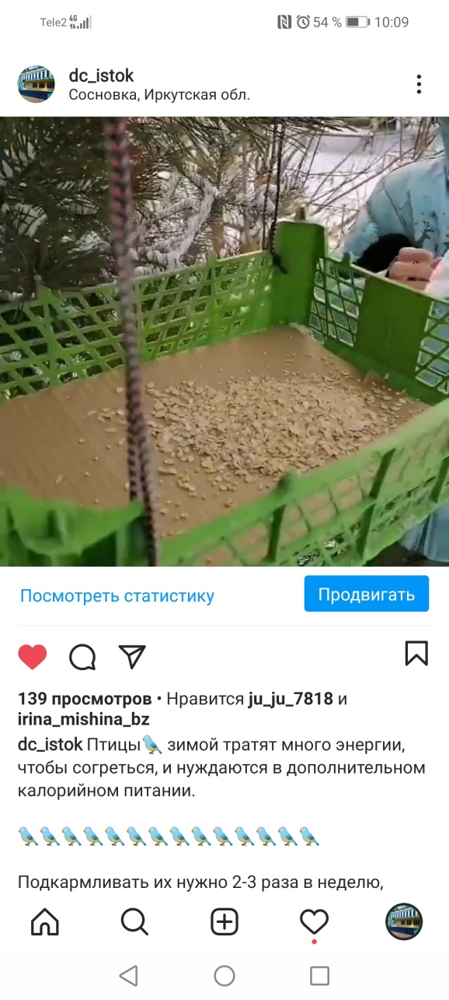 Tele2 4G 54 % 10:09
dc_istok
Сосновка, Иркутская обл.
Посмотреть статистику
Продвигать
139 просмотров • Нравится ju_ju_7818 и
irina_mishina_bz
dc_istok Птицы🐦 зимой тратят много энергии,
чтобы согреться, и нуждаются в дополнительном
калорийном питании.
Подкармливать их нужно 2-3 раза в неделю,